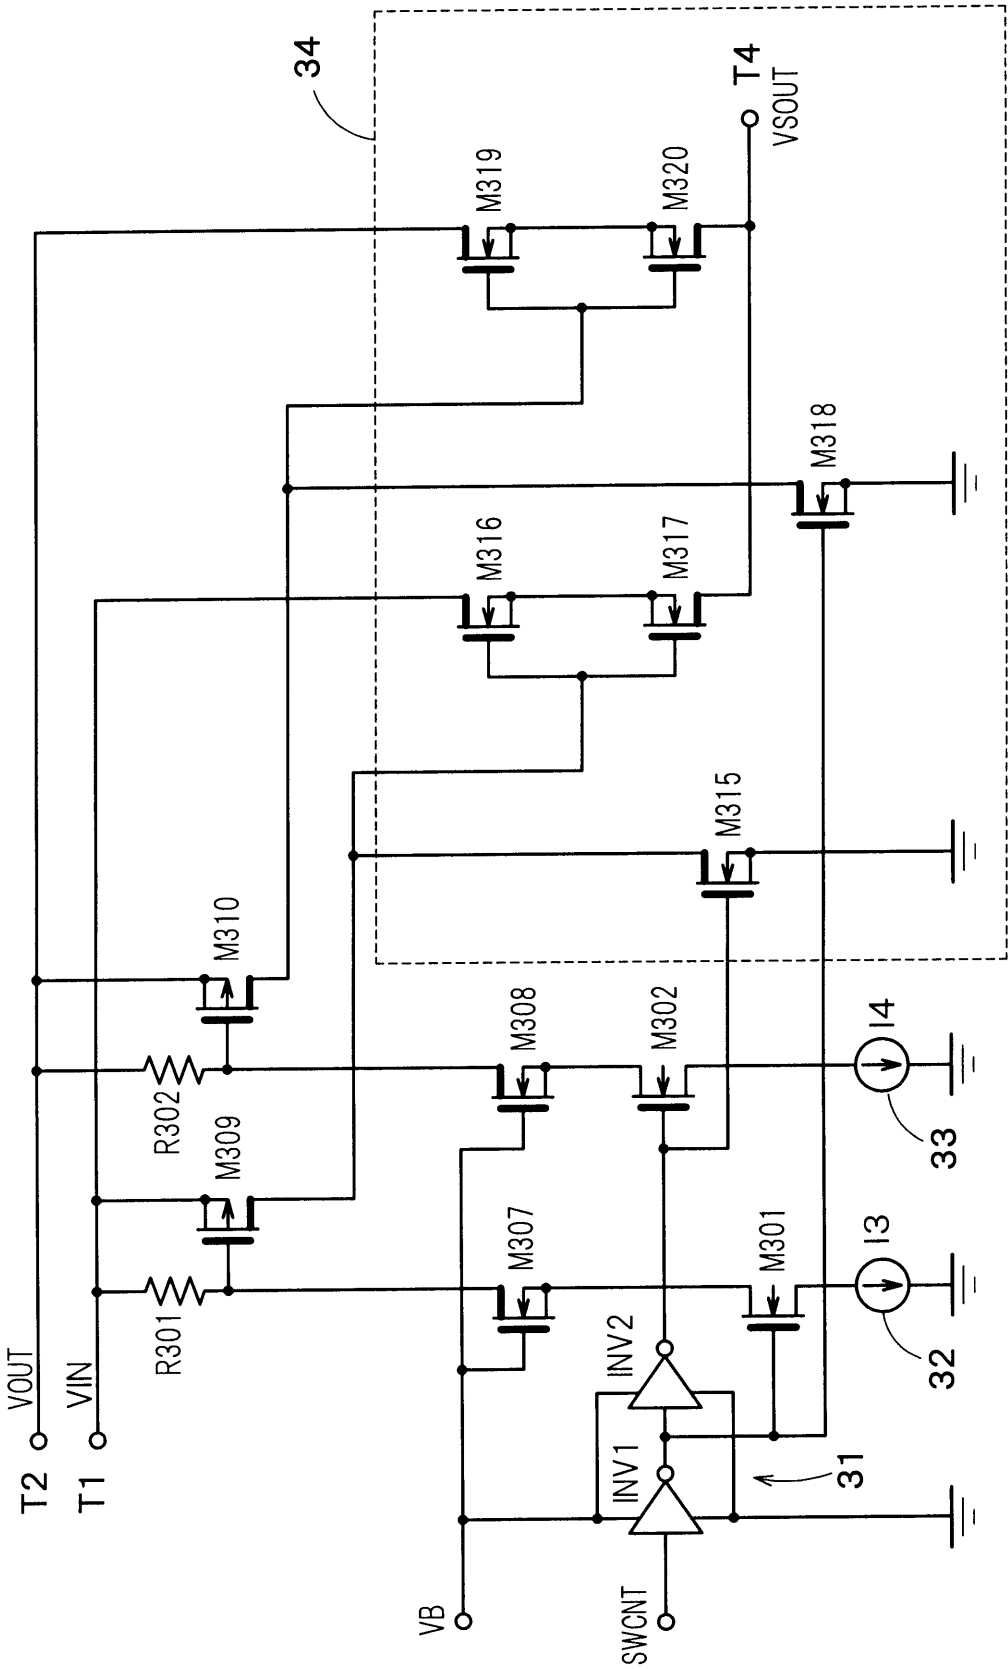 34
T2
VOUT
T1
VIN
R301
R302
M309
M310
M319
M320
T4
VSOUT
M316
M317
M318
M315
M307
M308
M302
M301
VB
SWCNT
INV1
INV2
31
I3
32
I4
33